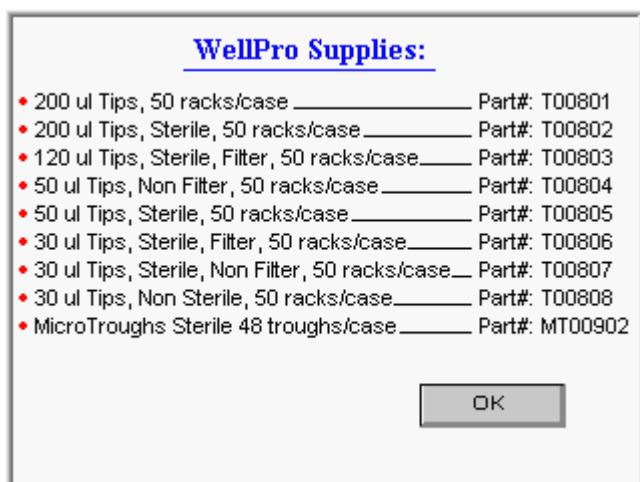 WellPro Supplies:
200 ul Tips, 50 racks/case Part#: T00801
200 ul Tips, Sterile, 50 racks/case Part#: T00802
120 ul Tips, Sterile, Filter, 50 racks/case Part#: T00803
50 ul Tips, Non Filter, 50 racks/case Part#: T00804
50 ul Tips, Sterile, 50 racks/case Part#: T00805
30 ul Tips, Sterile, Filter, 50 racks/case Part#: T00806
30 ul Tips, Sterile, Non Filter, 50 racks/case Part#: T00807
30 ul Tips, Non Sterile, 50 racks/case Part#: T00808
MicroTroughs Sterile 48 troughs/case Part#: MT00902
OK